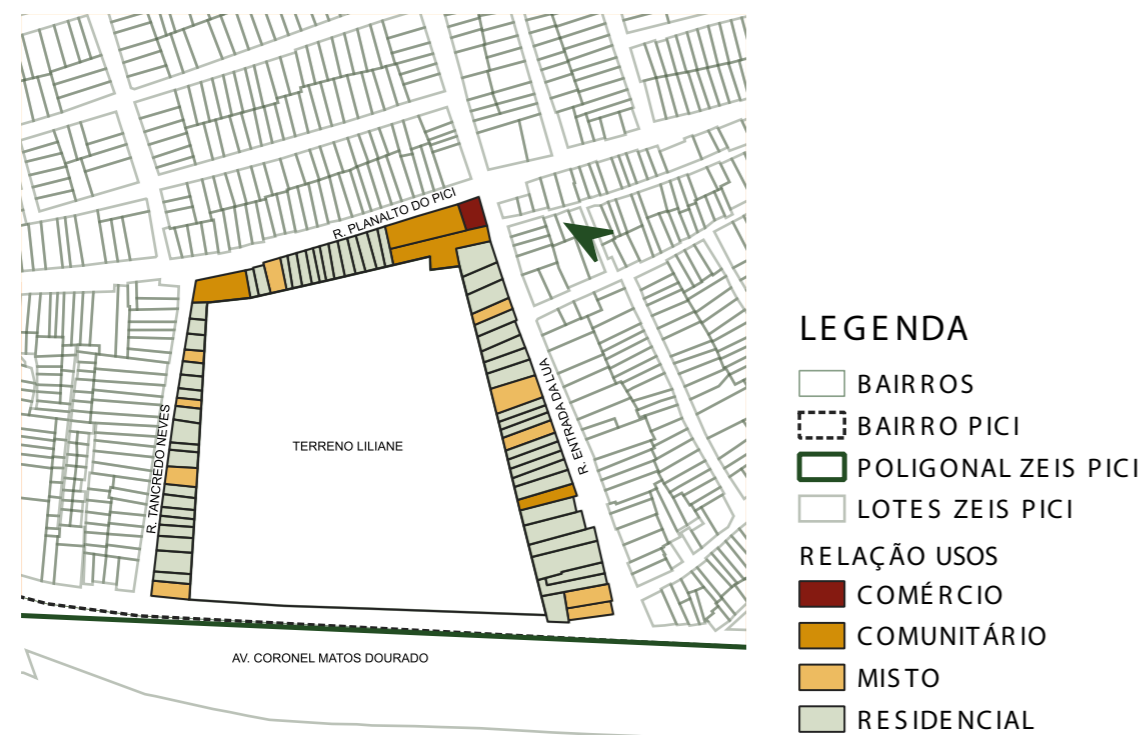 R. PLANALTO DO PICI
R. TANCREDO NEVES
TERRENO LILIANE
R. ENTRADA DA LUA
AV. CORONEL MATOS DOURADO
LEGENDA
BAIRROS
BAIRRO PICI
POLIGONAL ZEIS PICI
LOTES ZEIS PICI
RELAÇÃO USOS
COMÉRCIO
COMUNITÁRIO
MISTO
RESIDENCIAL